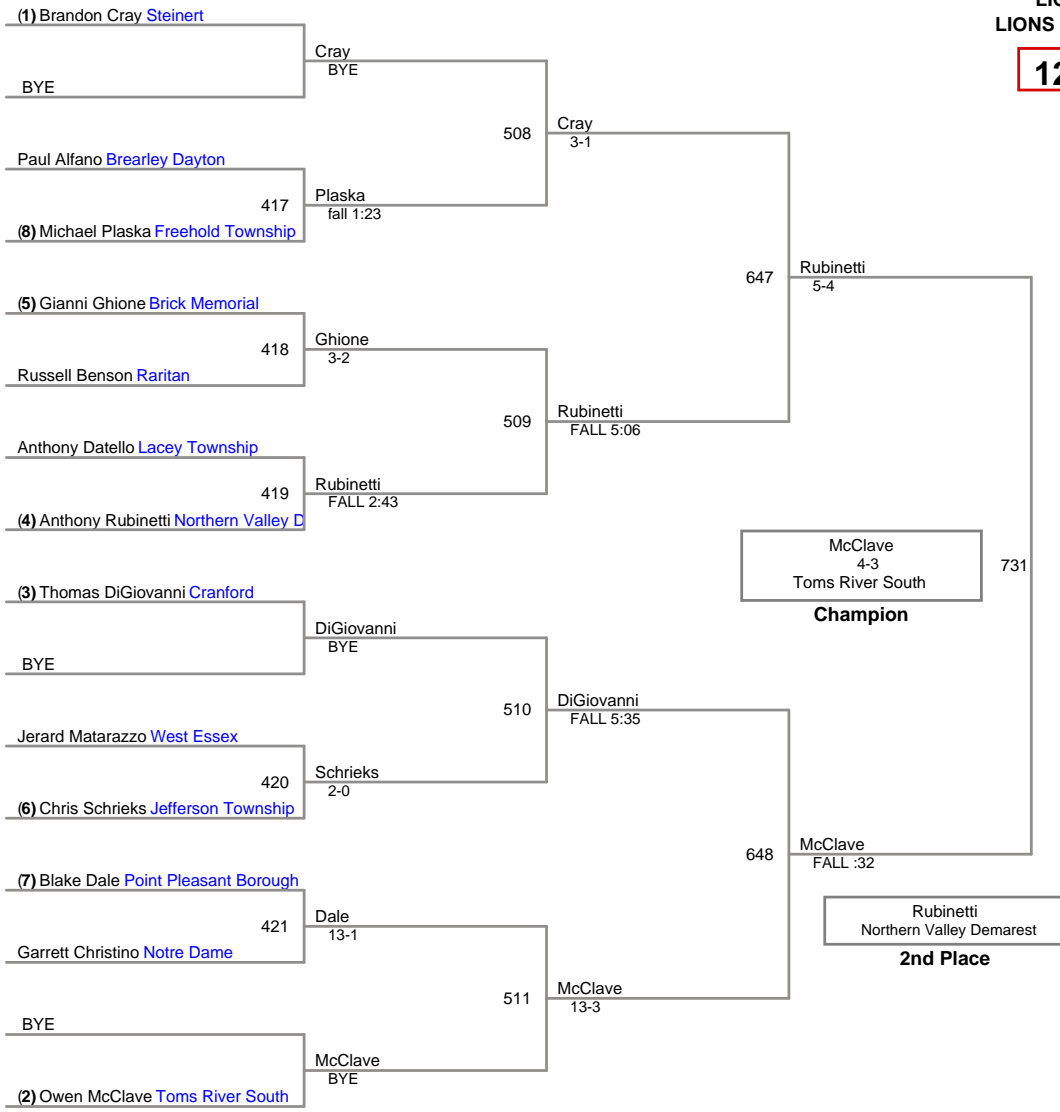 LIO
LIONS
12
(1) Brandon Cray Steinert
Cray
BYE
BYE
508
Cray
3-1
Paul Alfano Brearley Dayton
417
Plaska
fall 1:23
(8) Michael Plaska Freehold Township
647
Rubinetti
5-4
(5) Gianni Ghione Brick Memorial
418
Ghione
3-2
Russell Benson Raritan
509
Rubinetti
FALL 5:06
Anthony Datello Lacey Township
419
Rubinetti
FALL 2:43
(4) Anthony Rubinetti Northern Valley D
McClave
4-3
Toms River South
731
Champion
(3) Thomas DiGiovanni Cranford
DiGiovanni
BYE
BYE
510
DiGiovanni
FALL 5:35
Jerard Matarazzo West Essex
420
Schrieks
2-0
(6) Chris Schrieks Jefferson Township
648
McClave
FALL :32
(7) Blake Dale Point Pleasant Borough
421
Dale
13-1
Garrett Christino Notre Dame
Rubinetti
Northern Valley Demarest
2nd Place
511
McClave
13-3
BYE
McClave
BYE
(2) Owen McClave Toms River South